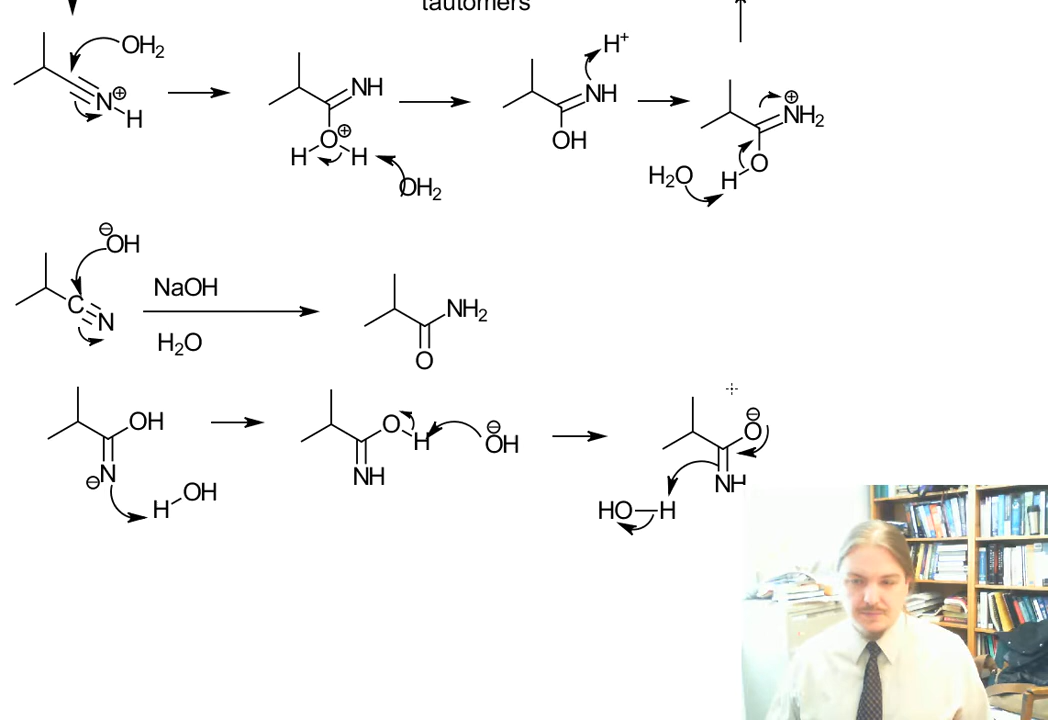 tautomers
OH2
N⊕
H
NH
O⊕
H H
OH2
H+
NH
OH
⊕
NH2
O
H
H2O
⊖
OH
C
N
NaOH
H2O
NH2
O
OH
N
⊖
H OH
O
H
NH
⊖
OH
⊖
O
NH
HO—H